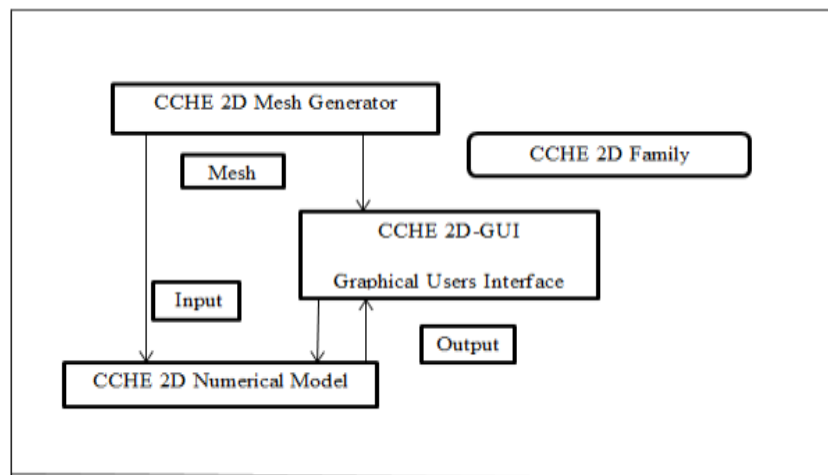 CCHE 2D Mesh Generator
CCHE 2D Family
Mesh
CCHE 2D-GUI
Graphical Users Interface
Input
Output
CCHE 2D Numerical Model